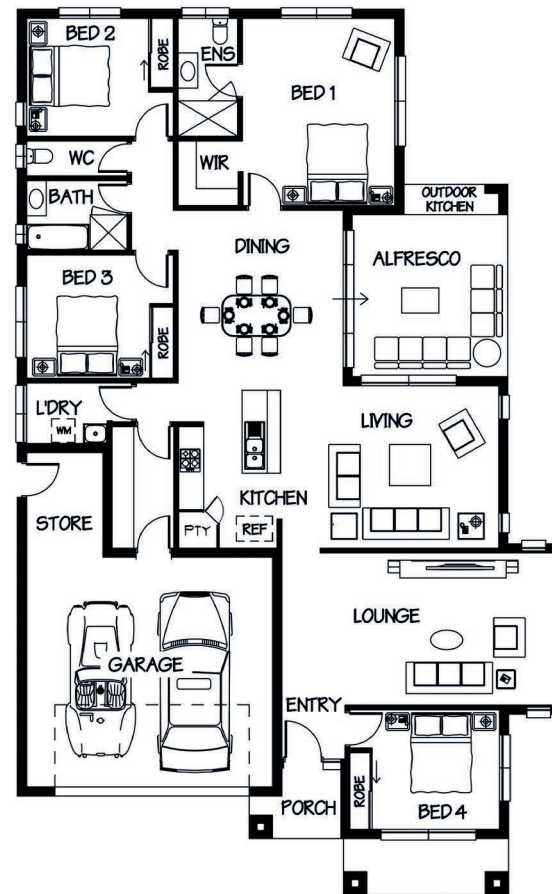 BED 2
ROBE
ENS
BED 1
WC
WIR
BATH
OUTDOOR
KITCHEN
DINING
ALFRESCO
BED 3
ROBE
L'DRY
WM
LIVING
KITCHEN
STORE
PTY
REF
LOUNGE
GARAGE
ENTRY
PORCH
ROBE
BED 4